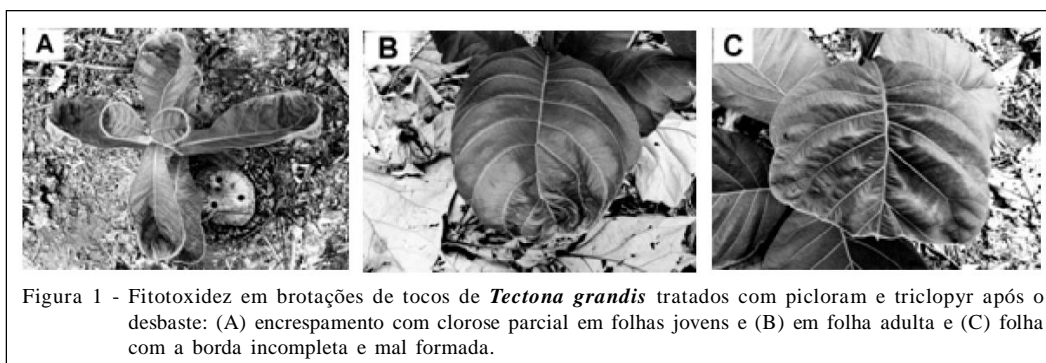 A
B
C
Figura 1 - Fitotoxidez em brotações de tocos de Tectona grandis tratados com picloram e triclopyr após o
desbaste: (A) encrespamento com clorose parcial em folhas jovens e (B) em folha adulta e (C) folha
com a borda incompleta e mal formada.